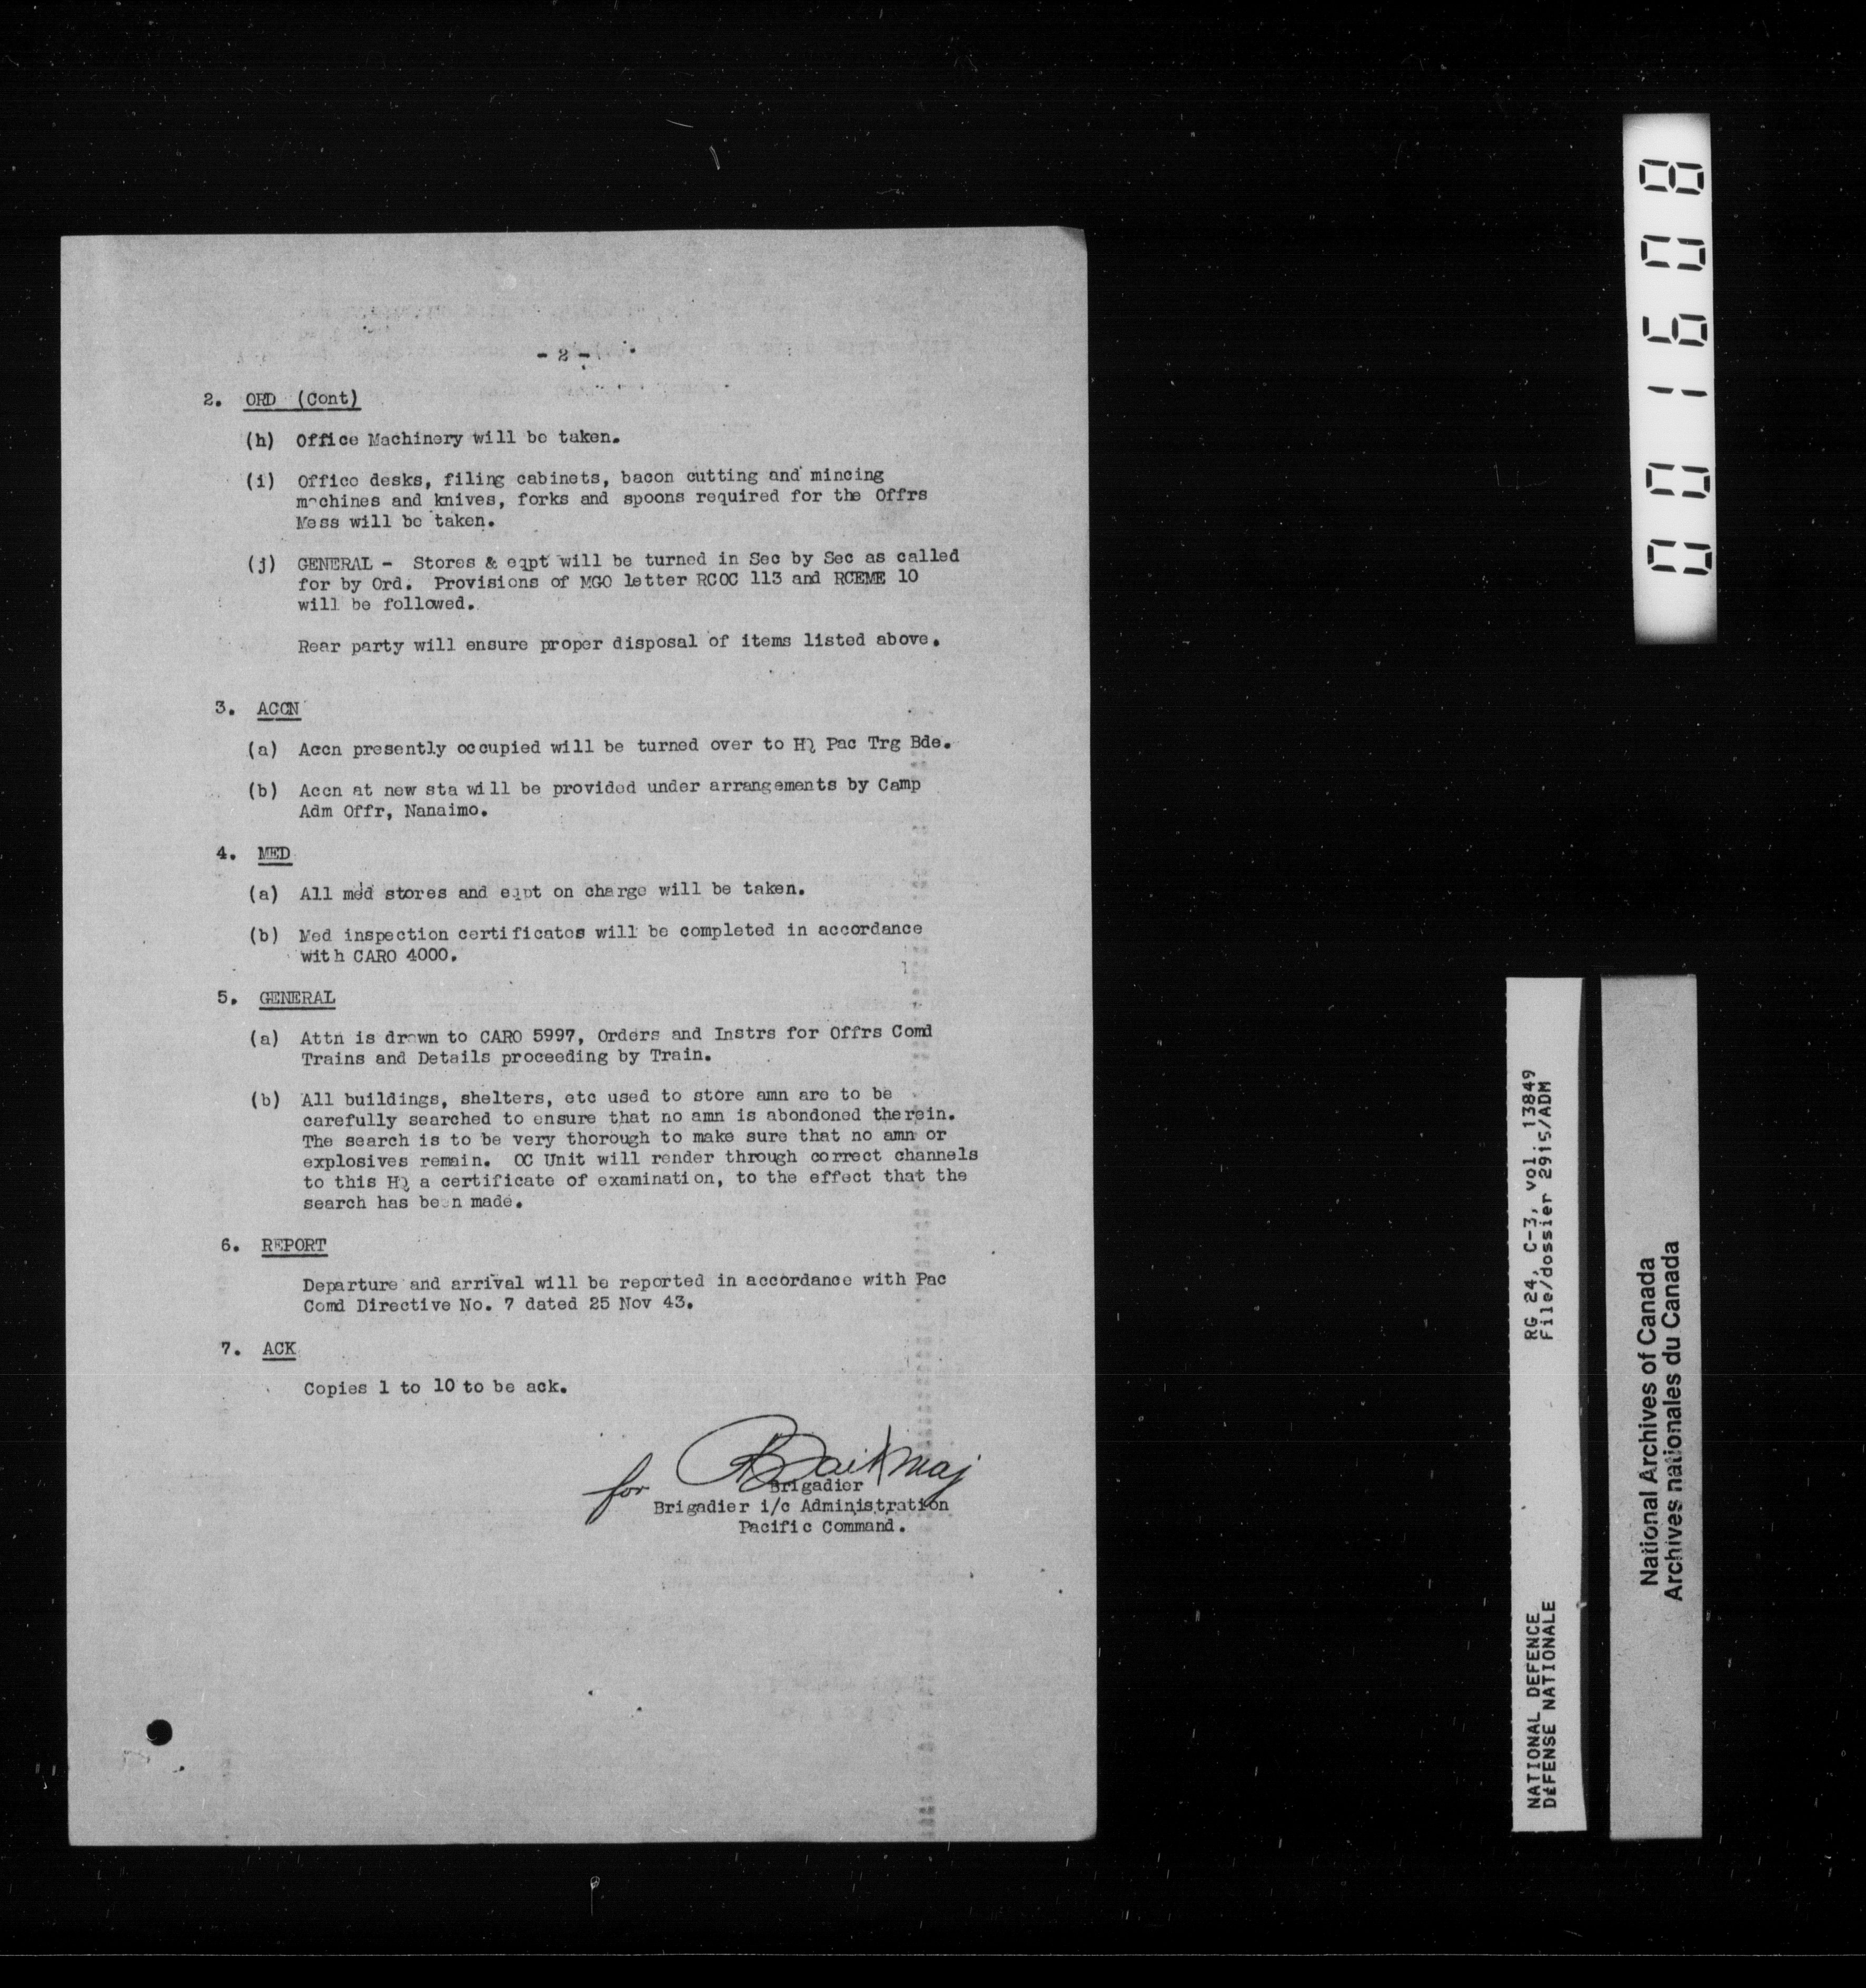 - 2 -
2. ORD (Cont)
(h) Office Machinery will be taken.
(i) Office desks, filing cabinets, bacon cutting and mincing
machines and knives, forks and spoons required for the Offrs
Mess will be taken.
(j) GENERAL - Stores & eqpt will be turned in Sec by Sec as called
for by Ord. Provisions of MGO letter RCOC 113 and RCEME 10
will be followed.
Rear party will ensure proper disposal of items listed above.
3. ACCN
(a) Accn presently occupied will be turned over to HQ Pac Trg Bde.
(b) Accn at new sta will be provided under arrangements by Camp
Adm Offr, Nanaimo.
4. MED
(a) All med stores and eqpt on charge will be taken.
(b) Med inspection certificates will be completed in accordance
with CARO 4000.
5. GENERAL
(a) Attn is drawn to CARO 5997, Orders and Instrs for Offrs Comd
Trains and Details proceeding by Train.
(b) All buildings, shelters, etc used to store amn are to be
carefully searched to ensure that no amn is abondoned therein.
The search is to be very thorough to make sure that no amn or
explosives remain. OC Unit will render through correct channels
to this HQ a certificate of examination, to the effect that the
search has been made.
6. REPORT
Departure and arrival will be reported in accordance with Pac
Comd Directive No. 7 dated 25 Nov 43.
7. ACK
Copies 1 to 10 to be ack.
for Maj
Brigadier
Brigadier i/c Administration
Pacific Command.
001608
RG 24, C-3, vol. 13849
File/dossier 2915/ADM
NATIONAL DEFENCE
DÉFENSE NATIONALE
National Archives of Canada
Archives nationales du Canada